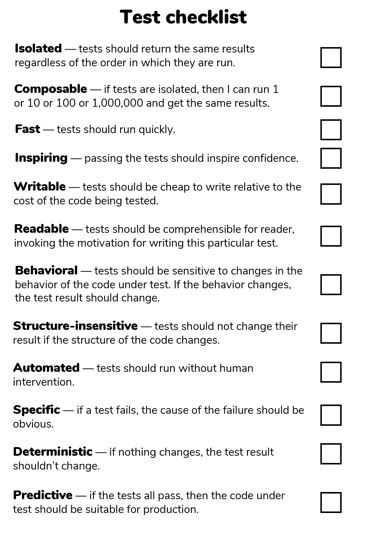 Test checklist
Isolated — tests should return the same results
regardless of the order in which they are run.
Composable — if tests are isolated, then I can run 1
or 10 or 100 or 1,000,000 and get the same results.
Fast — tests should run quickly.
Inspiring — passing the tests should inspire confidence.
Writable — tests should be cheap to write relative to the
cost of the code being tested.
Readable — tests should be comprehensible for reader,
invoking the motivation for writing this particular test.
Behavioral — tests should be sensitive to changes in the
behavior of the code under test. If the behavior changes,
the test result should change.
Structure-insensitive — tests should not change their
result if the structure of the code changes.
Automated — tests should run without human
intervention.
Specific — if a test fails, the cause of the failure should be
obvious.
Deterministic — if nothing changes, the test result
shouldn't change.
Predictive — if the tests all pass, then the code under
test should be suitable for production.